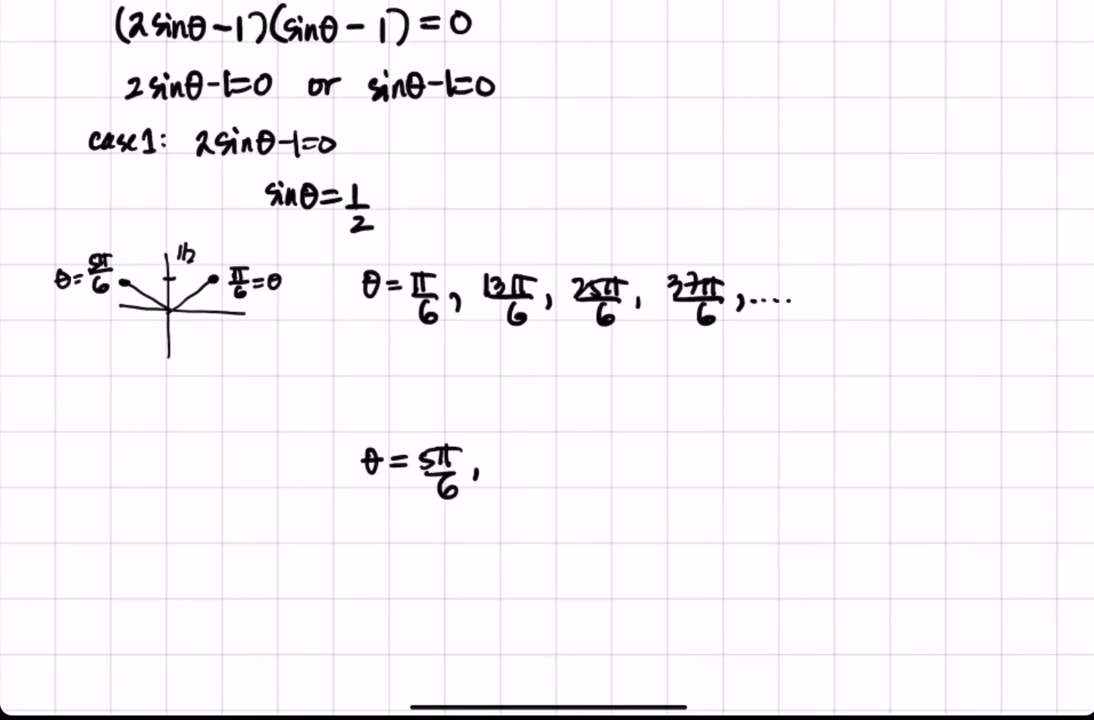 (2sinθ-1)(sinθ-1)=0
2sinθ-1=0 or sinθ-1=0
case1: 2sinθ-1=0
sinθ=1/2
θ=5π/6 1/2 π/6=θ
θ=π/6, 13π/6, 25π/6, 37π/6, ....
θ=5π/6,